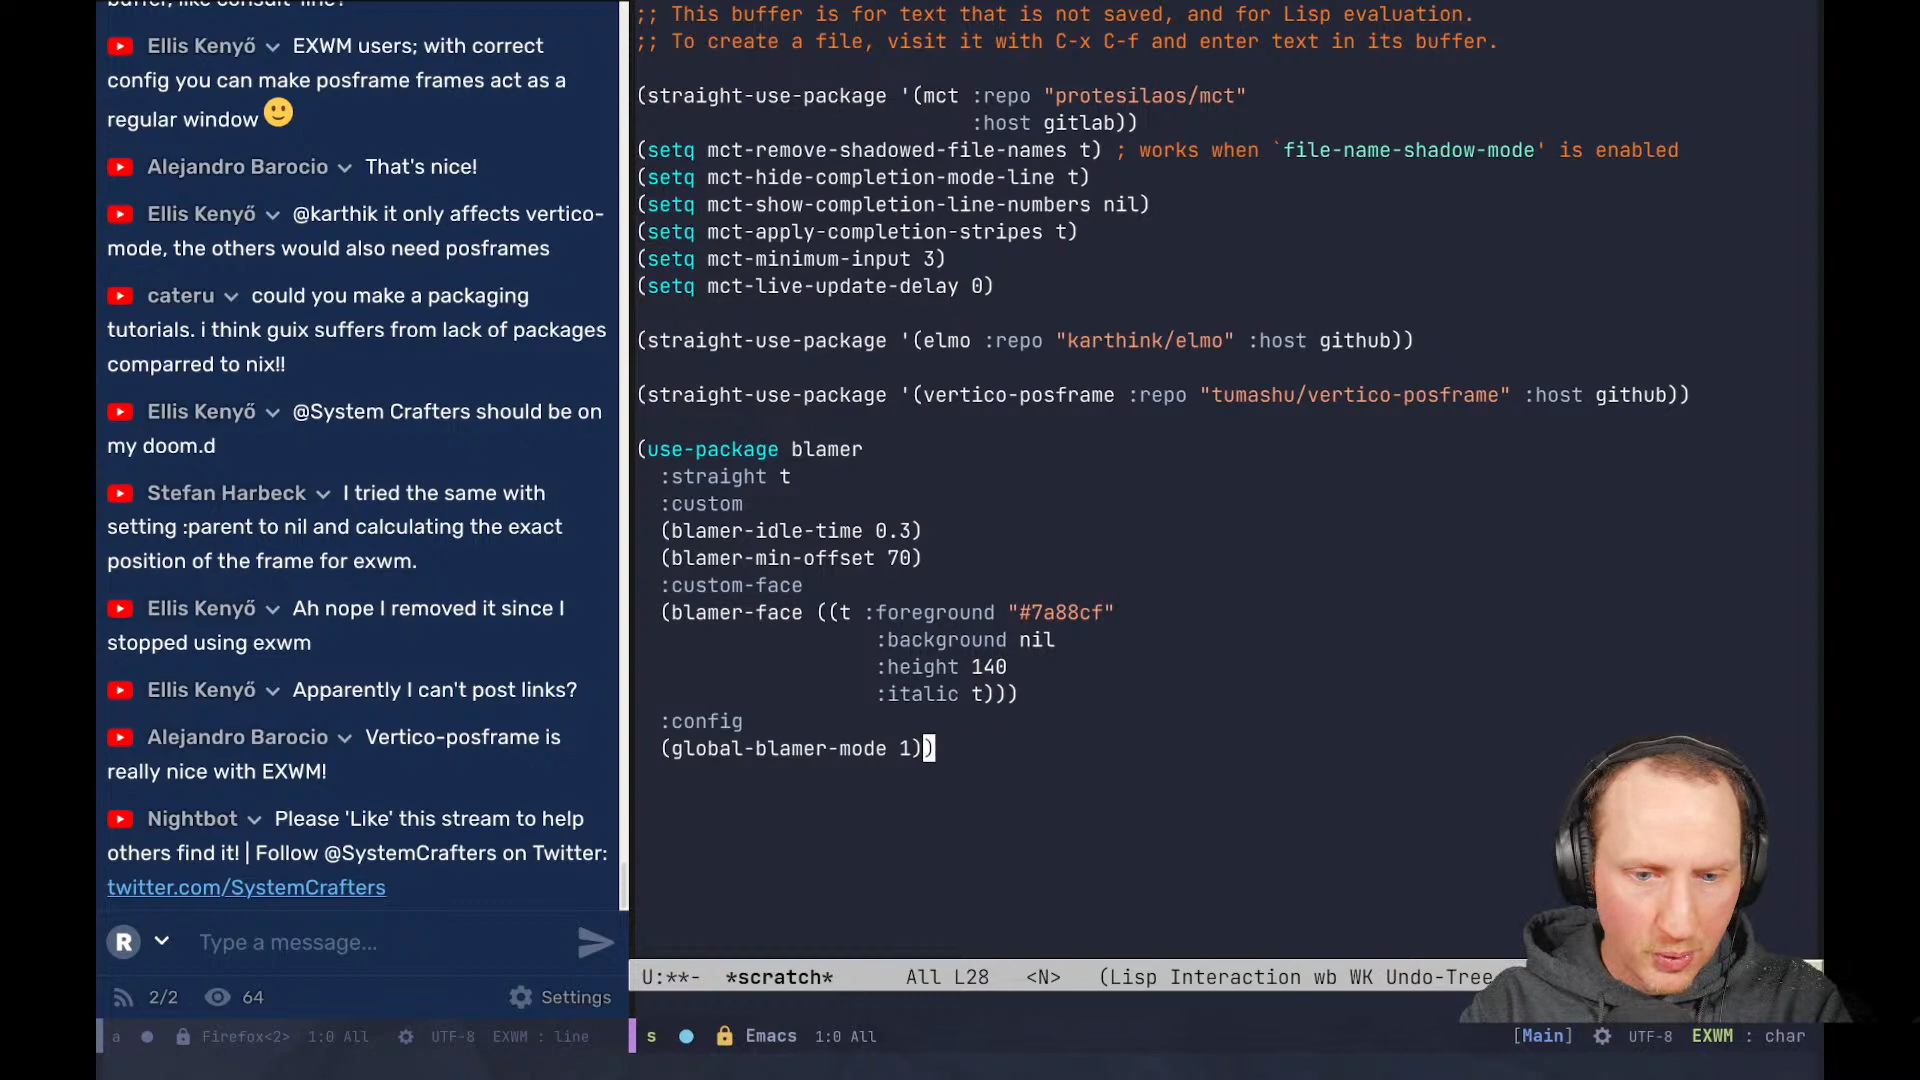 buffer, like consult-line?
Ellis Kenyő EXWM users; with correct
config you can make posframe frames act as a
regular window
Alejandro Barocio That's nice!
Ellis Kenyő @karthik it only affects vertico-
mode, the others would also need posframes
cateru could you make a packaging
tutorials. i think guix suffers from lack of packages
comparred to nix!!
Ellis Kenyő @System Crafters should be on
my doom.d
Stefan Harbeck I tried the same with
setting :parent to nil and calculating the exact
position of the frame for exwm.
Ellis Kenyő Ah nope I removed it since I
stopped using exwm
Ellis Kenyő Apparently I can't post links?
Alejandro Barocio Vertico-posframe is
really nice with EXWM!
Nightbot Please 'Like' this stream to help
others find it! | Follow @SystemCrafters on Twitter:
twitter.com/SystemCrafters
R Type a message...
2/2 64 Settings
a Firefox<2> 1:0 All UTF-8 EXWM : line
;; This buffer is for text that is not saved, and for Lisp evaluation.
;; To create a file, visit it with C-x C-f and enter text in its buffer.
(straight-use-package '(mct :repo "protesilaos/mct"
:host gitlab))
(setq mct-remove-shadowed-file-names t) ; works when `file-name-shadow-mode' is enabled
(setq mct-hide-completion-mode-line t)
(setq mct-show-completion-line-numbers nil)
(setq mct-apply-completion-stripes t)
(setq mct-minimum-input 3)
(setq mct-live-update-delay 0)
(straight-use-package '(elmo :repo "karthink/elmo" :host github))
(straight-use-package '(vertico-posframe :repo "tumashu/vertico-posframe" :host github))
(use-package blamer
:straight t
:custom
(blamer-idle-time 0.3)
(blamer-min-offset 70)
:custom-face
(blamer-face ((t :foreground "#7a88cf"
:background nil
:height 140
:italic t)))
:config
(global-blamer-mode 1))
U:**- *scratch* All L28 <N> (Lisp Interaction wb WK Undo-Tree
s Emacs 1:0 All [Main] UTF-8 EXWM : char